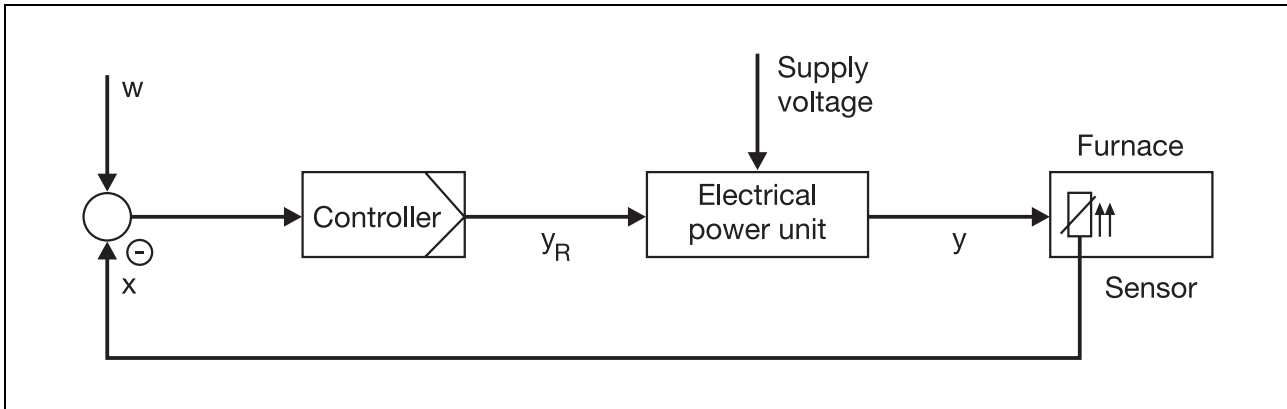 w
Supply
voltage
Furnace
Controller
Electrical
power unit
y_R
y
-
x
Sensor